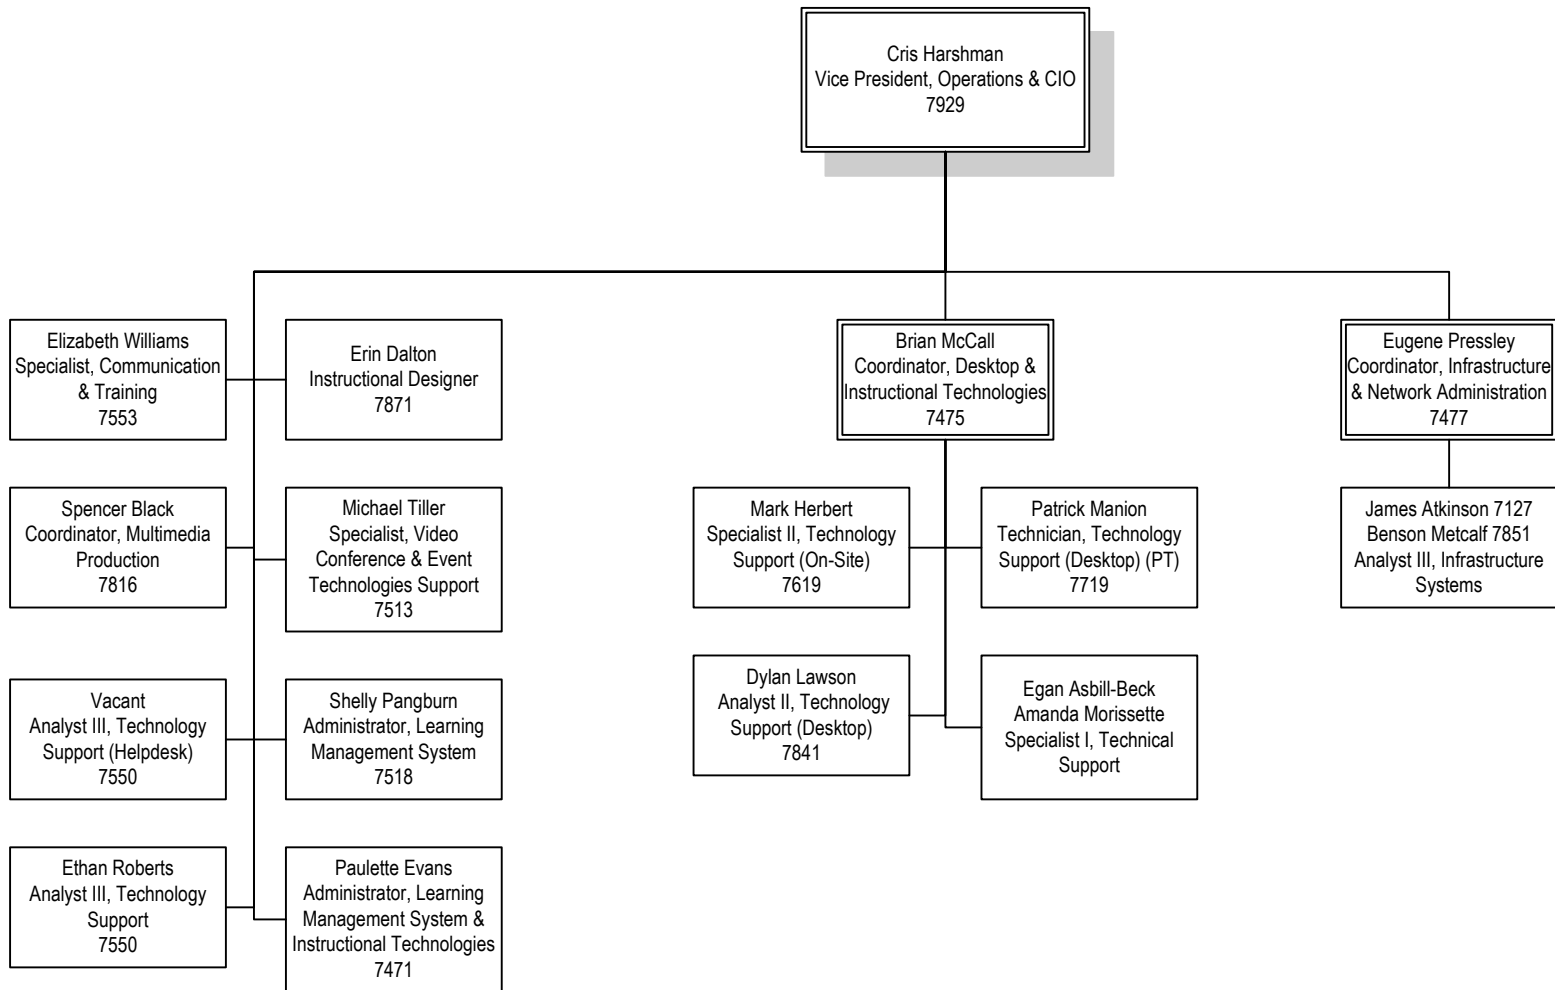 Cris Harshman
Vice President, Operations & CIO
7929
Elizabeth Williams
Specialist, Communication
& Training
7553
Erin Dalton
Instructional Designer
7871
Brian McCall
Coordinator, Desktop &
Instructional Technologies
7475
Eugene Pressley
Coordinator, Infrastructure
& Network Administration
7477
Spencer Black
Coordinator, Multimedia
Production
7816
Michael Tiller
Specialist, Video
Conference & Event
Technologies Support
7513
Mark Herbert
Specialist II, Technology
Support (On-Site)
7619
Patrick Manion
Technician, Technology
Support (Desktop) (PT)
7719
James Atkinson 7127
Benson Metcalf 7851
Analyst III, Infrastructure
Systems
Vacant
Analyst III, Technology
Support (Helpdesk)
7550
Shelly Pangburn
Administrator, Learning
Management System
7518
Dylan Lawson
Analyst II, Technology
Support (Desktop)
7841
Egan Asbill-Beck
Amanda Morissette
Specialist I, Technical
Support
Ethan Roberts
Analyst III, Technology
Support
7550
Paulette Evans
Administrator, Learning
Management System &
Instructional Technologies
7471